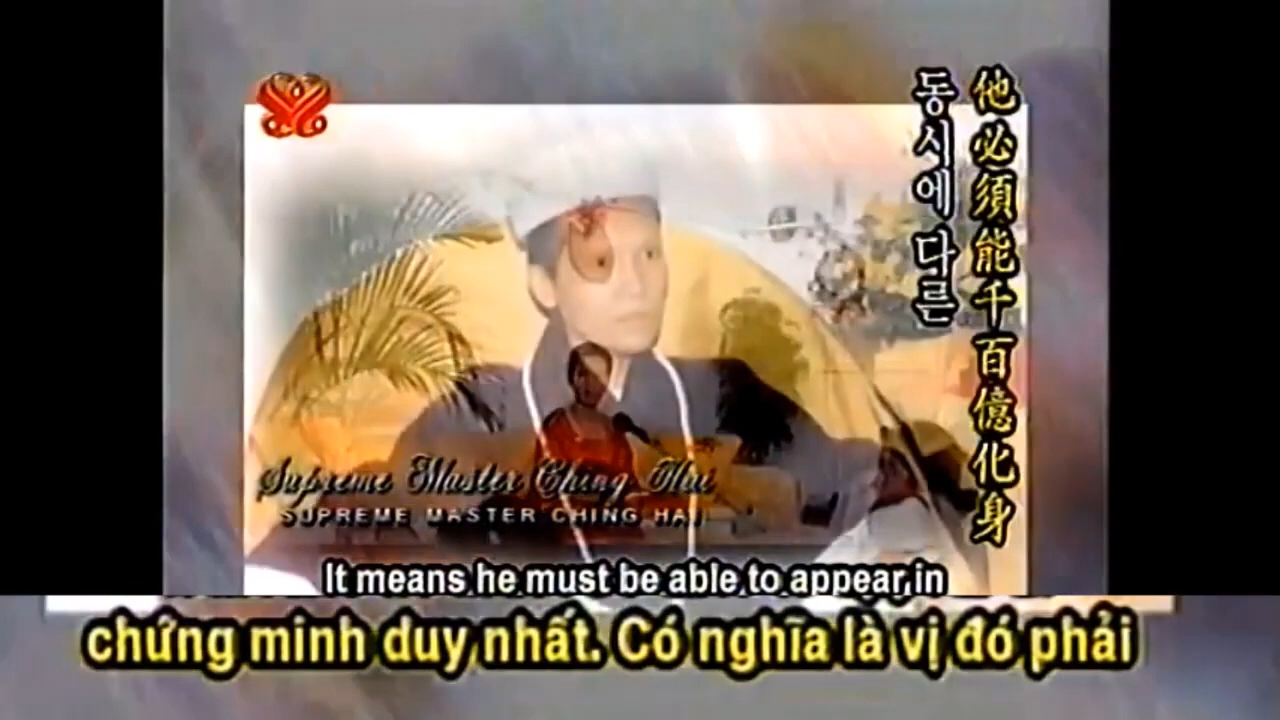 他必須能千百億化身
동시에 다른
Supreme Master Ching Hai
SUPREME MASTER CHING HAI
It means he must be able to appear in
chứng minh duy nhất. Có nghĩa là vị đó phải